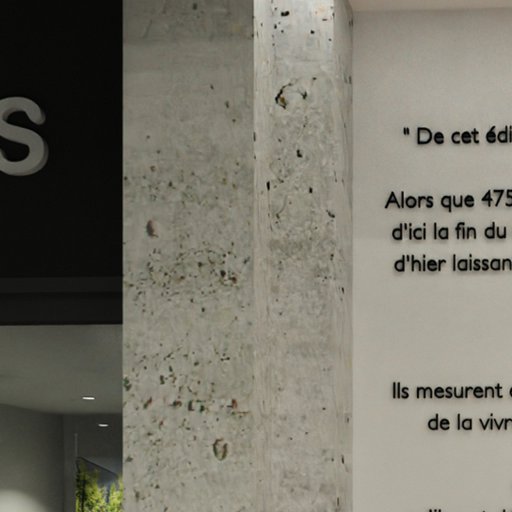 s
" De cet édi
Alors que 475
d'ici la fin du
d'hier laissan
Ils mesurent
de la vivr